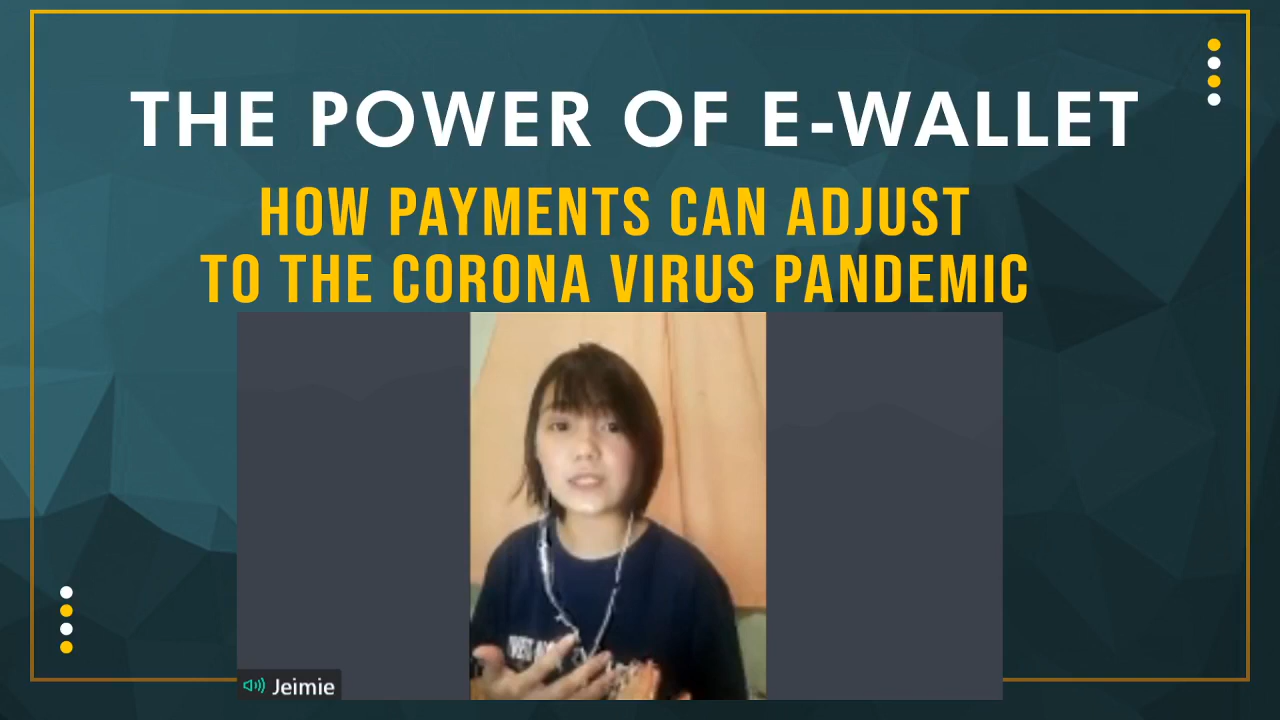 THE POWER OF E-WALLET
HOW PAYMENTS CAN ADJUST
TO THE CORONA VIRUS PANDEMIC
Jeimie